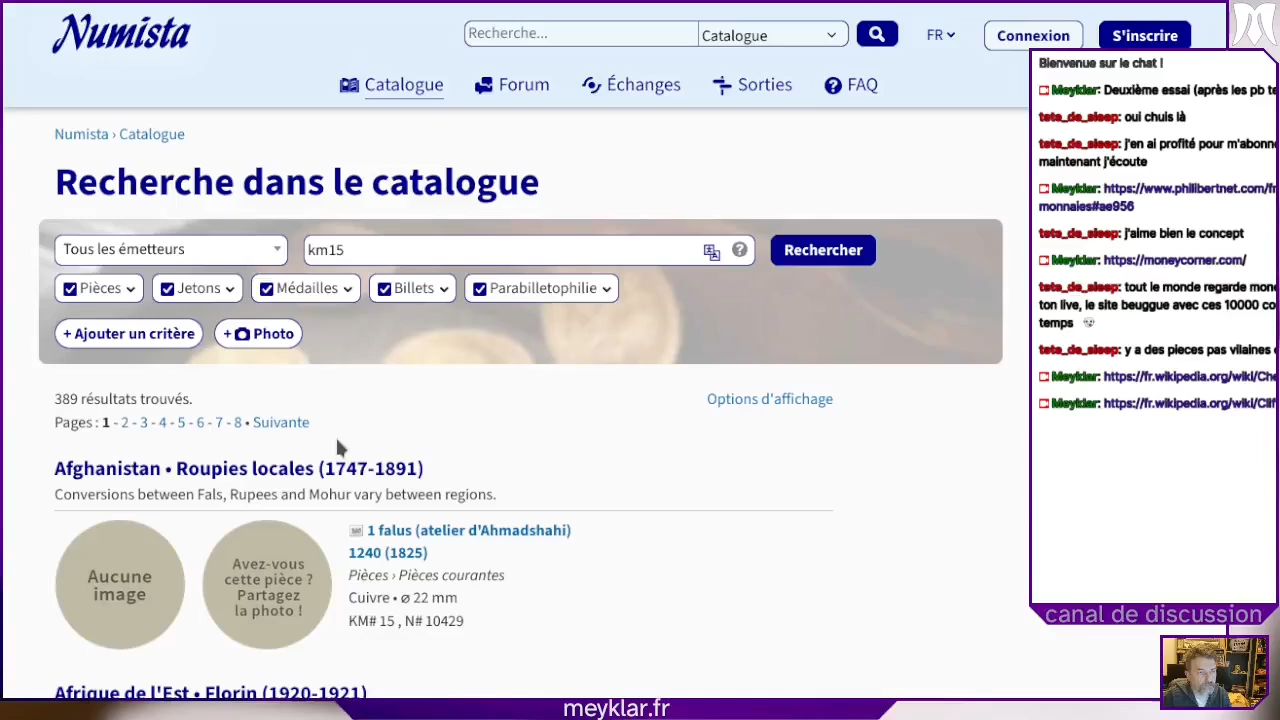 Numista
Recherche...
Catalogue
FR
Connexion
S'inscrire
Catalogue
Forum
Échanges
Sorties
FAQ
Numista › Catalogue
Recherche dans le catalogue
Tous les émetteurs
km15
Rechercher
Pièces
Jetons
Médailles
Billets
Parabilletophilie
+ Ajouter un critère
+ Photo
389 résultats trouvés.
Options d'affichage
Pages : 1 - 2 - 3 - 4 - 5 - 6 - 7 - 8 • Suivante
Afghanistan • Roupies locales (1747-1891)
Conversions between Fals, Rupees and Mohur vary between regions.
Aucune
image
Avez-vous
cette pièce ?
Partagez
la photo !
1 falus (atelier d'Ahmadshahi)
1240 (1825)
Pièces › Pièces courantes
Cuivre • ⌀ 22 mm
KM# 15 , N# 10429
Afrique de l'Est • Florin (1920-1921)
Bienvenue sur le chat !
Meyklar: Deuxième essai (après les pb te
tete_de_sleep: oui chuis là
tete_de_sleep: j'en ai profité pour m'abonne
maintenant j'écoute
Meyklar: https://www.philibertnet.com/fr
monnaies#ae956
tete_de_sleep: j'aime bien le concept
Meyklar: https://moneycorner.com/
tete_de_sleep: tout le monde regarde mone
ton live, le site beuggue avec ces 10000 co
temps
tete_de_sleep: y a des pieces pas vilaines
Meyklar: https://fr.wikipedia.org/wiki/Che
Meyklar: https://fr.wikipedia.org/wiki/Clif
canal de discussion
meyklar.fr